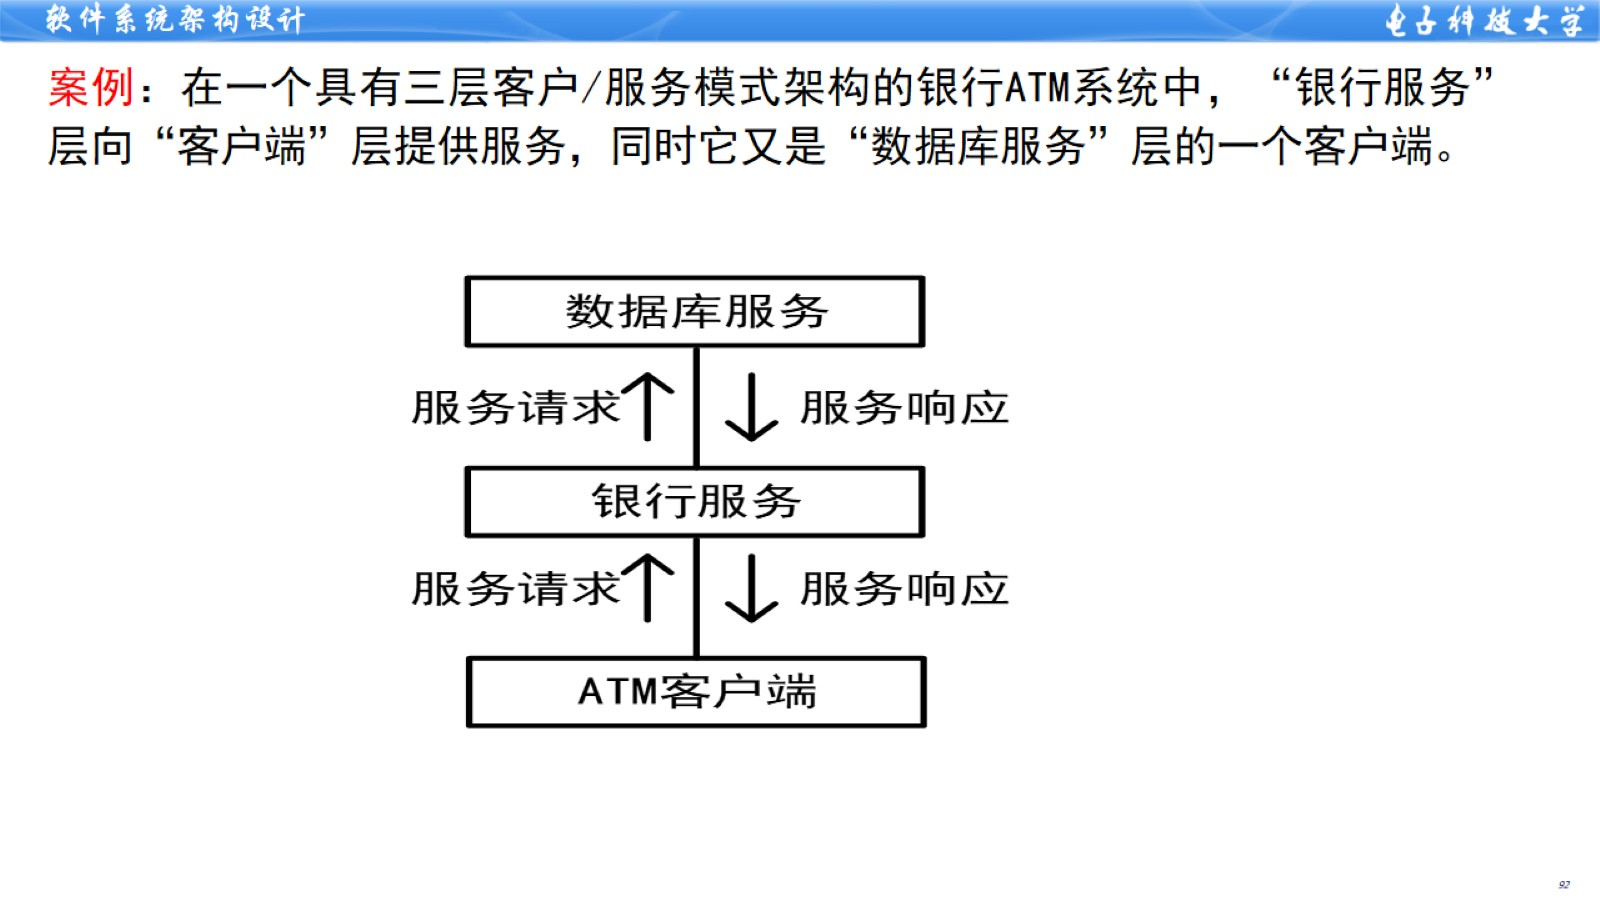 软件系统架构设计
电子科技大学
案例：在一个具有三层客户/服务模式架构的银行ATM系统中，“银行服务”
层向“客户端”层提供服务，同时它又是“数据库服务”层的一个客户端。
数据库服务
服务请求
服务响应
银行服务
服务请求
服务响应
ATM客户端
92